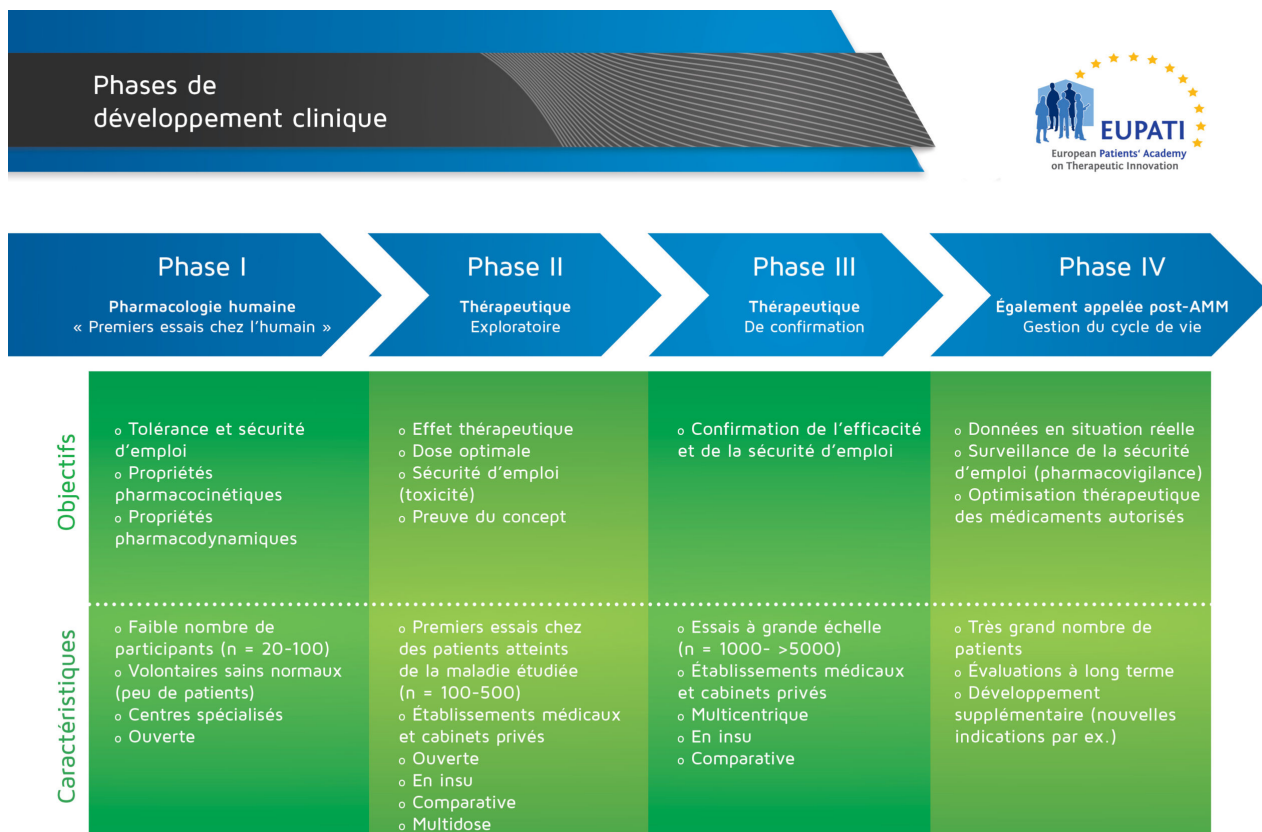 Phases de
développement clinique
EUPATI
European Patients' Academy
on Therapeutic Innovation
Phase I
Pharmacologie humaine
« Premiers essais chez l'humain »
Phase II
Thérapeutique
Exploratoire
Phase III
Thérapeutique
De confirmation
Phase IV
Également appelée post-AMM
Gestion du cycle de vie
Objectifs
o Tolérance et sécurité
d'emploi
o Propriétés
pharmacocinétiques
o Propriétés
pharmacodynamiques
o Effet thérapeutique
o Dose optimale
o Sécurité d'emploi
(toxicité)
o Preuve du concept
o Confirmation de l'efficacité
et de la sécurité d'emploi
o Données en situation réelle
o Surveillance de la sécurité
d'emploi (pharmacovigilance)
o Optimisation thérapeutique
des médicaments autorisés
Caractéristiques
o Faible nombre de
participants (n = 20-100)
o Volontaires sains normaux
(peu de patients)
o Centres spécialisés
o Ouverte
o Premiers essais chez
des patients atteints
de la maladie étudiée
(n = 100-500)
o Établissements médicaux
et cabinets privés
o Ouverte
o En insu
o Comparative
o Multidose
o Essais à grande échelle
(n = 1000- >5000)
o Établissements médicaux
et cabinets privés
o Multicentrique
o En insu
o Comparative
o Très grand nombre de
patients
o Évaluations à long terme
o Développement
supplémentaire (nouvelles
indications par ex.)